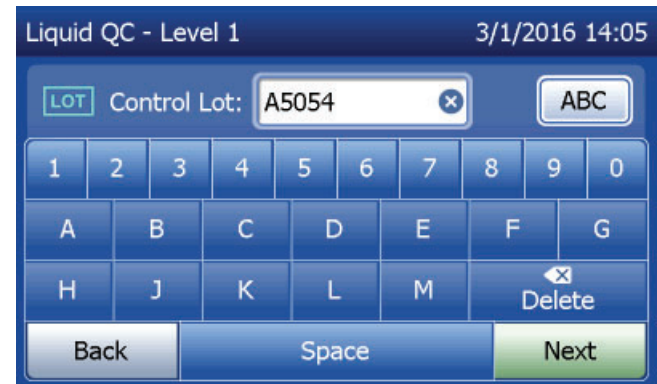 Liquid QC - Level 1 3/1/2016 14:05
LOT Control Lot: A5054 ABC
1 2 3 4 5 6 7 8 9 0
A B C D E F G
H J K L M Delete
Back Space Next